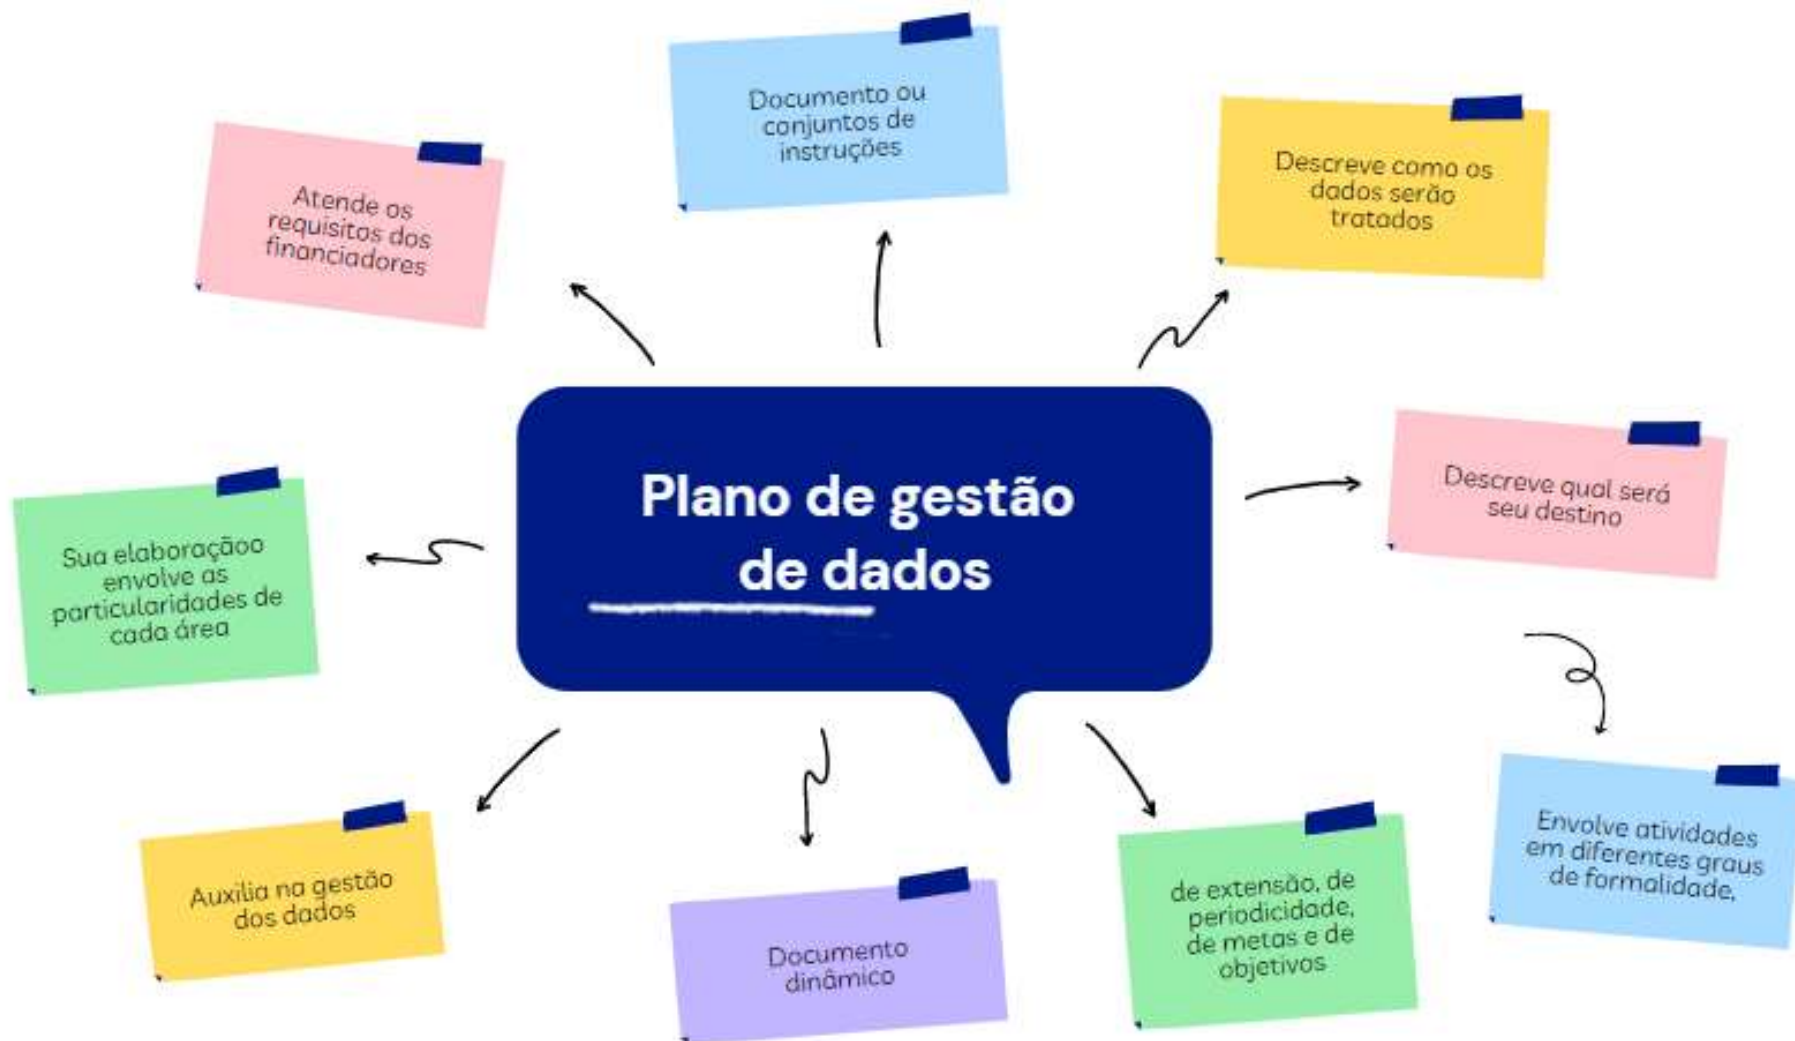 Documento ou
conjuntos de
instruções
Descreve como os
dados serão
tratados
Atende os
requisitos dos
financiadores
Plano de gestão
de dados
Descreve qual será
seu destino
Sua elaboraçãoo
envolve as
particularidades de
cada área
Envolve atividades
em diferentes graus
de formalidade,
de extensão, de
periodicidade,
de metas e de
objetivos
Auxilia na gestão
dos dados
Documento
dinâmico